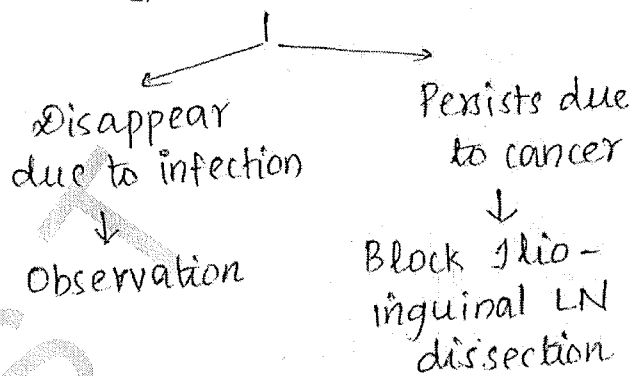 Disappear
due to infection
↓
Observation
Persists due
to cancer
↓
Block Ilio-
inguinal LN
dissection